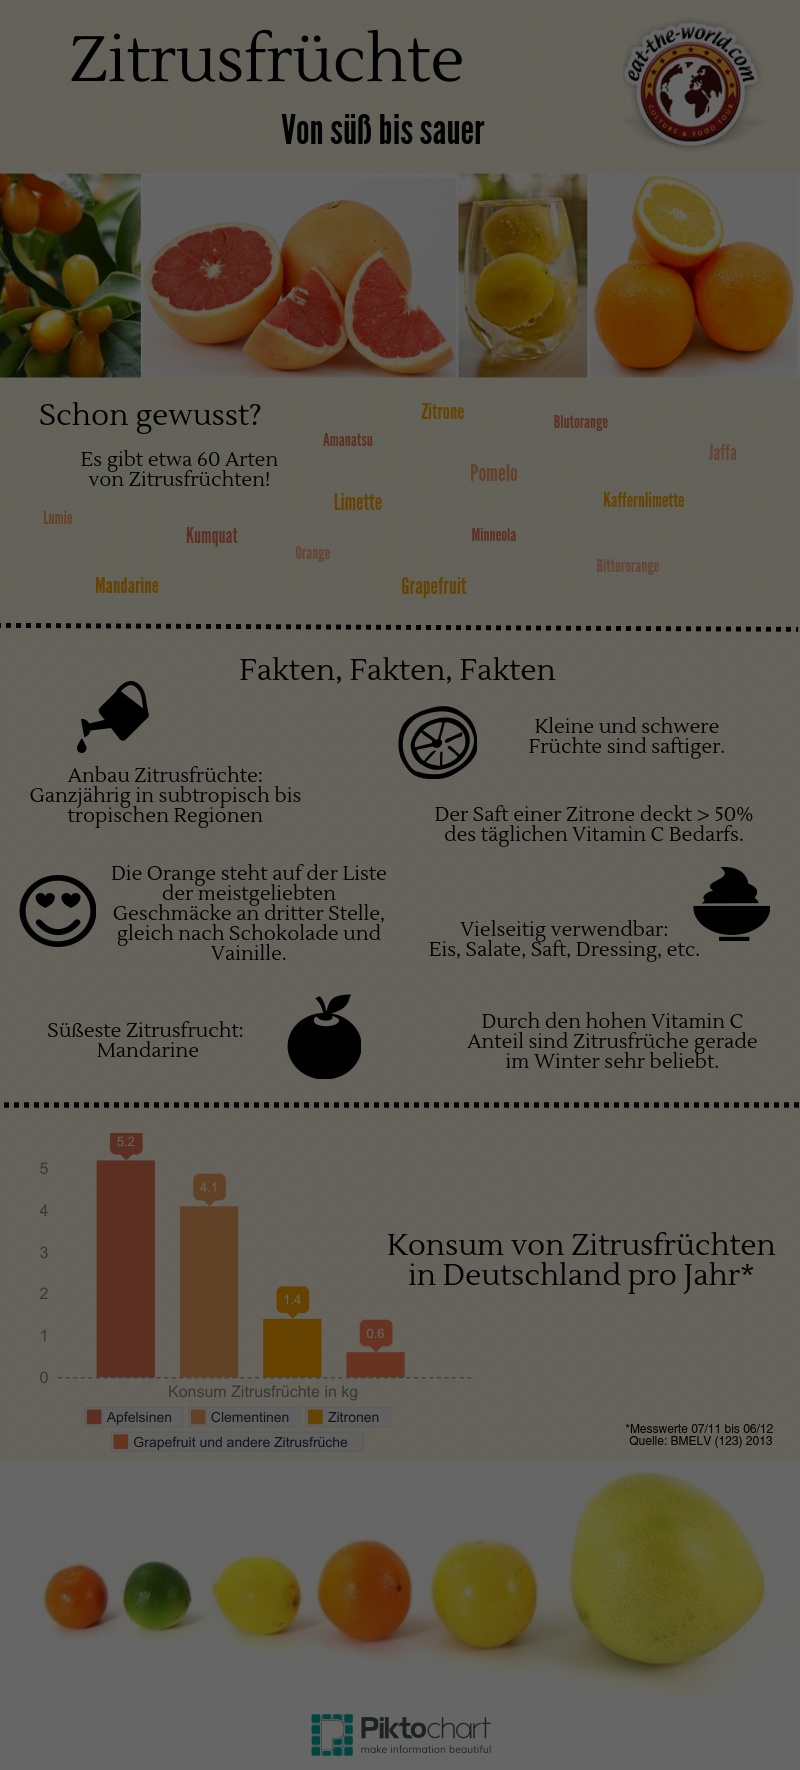 Zitrusfrüchte
Von süß bis sauer
eat-the-world.com
CULTURE & FOOD TOUR
Schon gewusst?
Es gibt etwa 60 Arten
von Zitrusfrüchten!
Zitrone
Blutorange
Amanatsu
Jaffa
Pomelo
Limette
Kaffernlimette
Lumie
Kumquat
Minneola
Orange
Bitterorange
Mandarine
Grapefruit
Fakten, Fakten, Fakten
Anbau Zitrusfrüchte:
Ganzjährig in subtropisch bis
tropischen Regionen
Kleine und schwere
Früchte sind saftiger.
Der Saft einer Zitrone deckt > 50%
des täglichen Vitamin C Bedarfs.
Die Orange steht auf der Liste
der meistgeliebten
Geschmäcke an dritter Stelle,
gleich nach Schokolade und
Vainille.
Vielseitig verwendbar:
Eis, Salate, Saft, Dressing, etc.
Süßeste Zitrusfrucht:
Mandarine
Durch den hohen Vitamin C
Anteil sind Zitrusfrüche gerade
im Winter sehr beliebt.
5.2
4.1
1.4
0.6
5
4
3
2
1
0
Konsum Zitrusfrüchte in kg
Apfelsinen
Clementinen
Zitronen
Grapefruit und andere Zitrusfrüche
Konsum von Zitrusfrüchten
in Deutschland pro Jahr*
*Messwerte 07/11 bis 06/12
Quelle: BMELV (123) 2013
Piktochart
make information beautiful